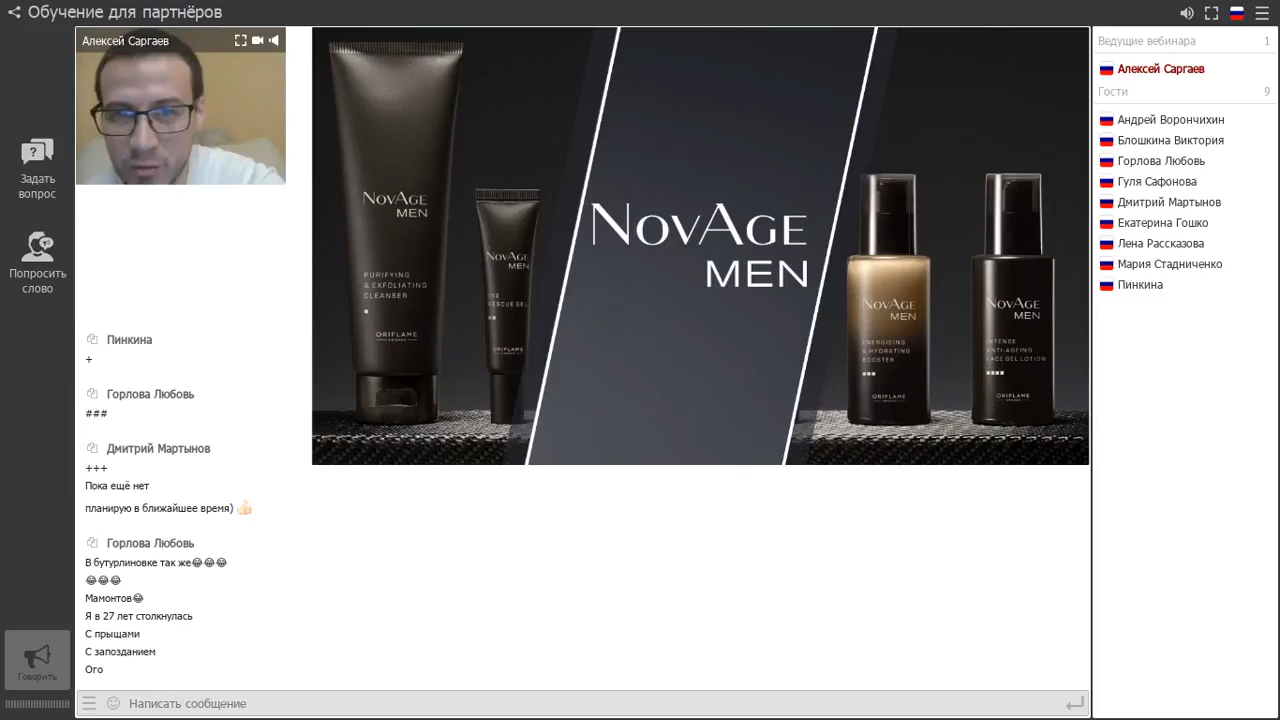 Обучение для партнёров
Алексей Саргаев
Задать
вопрос
Попросить
слово
Пинкина
+
Горлова Любовь
###
Дмитрий Мартынов
+++
Пока ещё нет
планирую в ближайшее время)
Горлова Любовь
В бутурлиновке так же😂😂😂
😂😂😂
Мамонтов😂
Я в 27 лет столкнулась
С прыщами
С запозданием
Ого
Говорить
Написать сообщение
NOVAGE
MEN
PURIFYING
& EXFOLIATING
CLEANSER
ORIFLAME
SWEDEN
NOVAGE
MEN
EYE
RESCUE GEL
ORIFLAME
NOVAGE
MEN
NOVAGE
MEN
ENERGISING
& HYDRATING
BOOSTER
ORIFLAME
SWEDEN
NOVAGE
MEN
INTENSE
ANTI-AGEING
FACE GEL LOTION
ORIFLAME
SWEDEN
Ведущие вебинара 1
Алексей Саргаев
Гости 9
Андрей Ворончихин
Блошкина Виктория
Горлова Любовь
Гуля Сафонова
Дмитрий Мартынов
Екатерина Гошко
Лена Рассказова
Мария Стадниченко
Пинкина